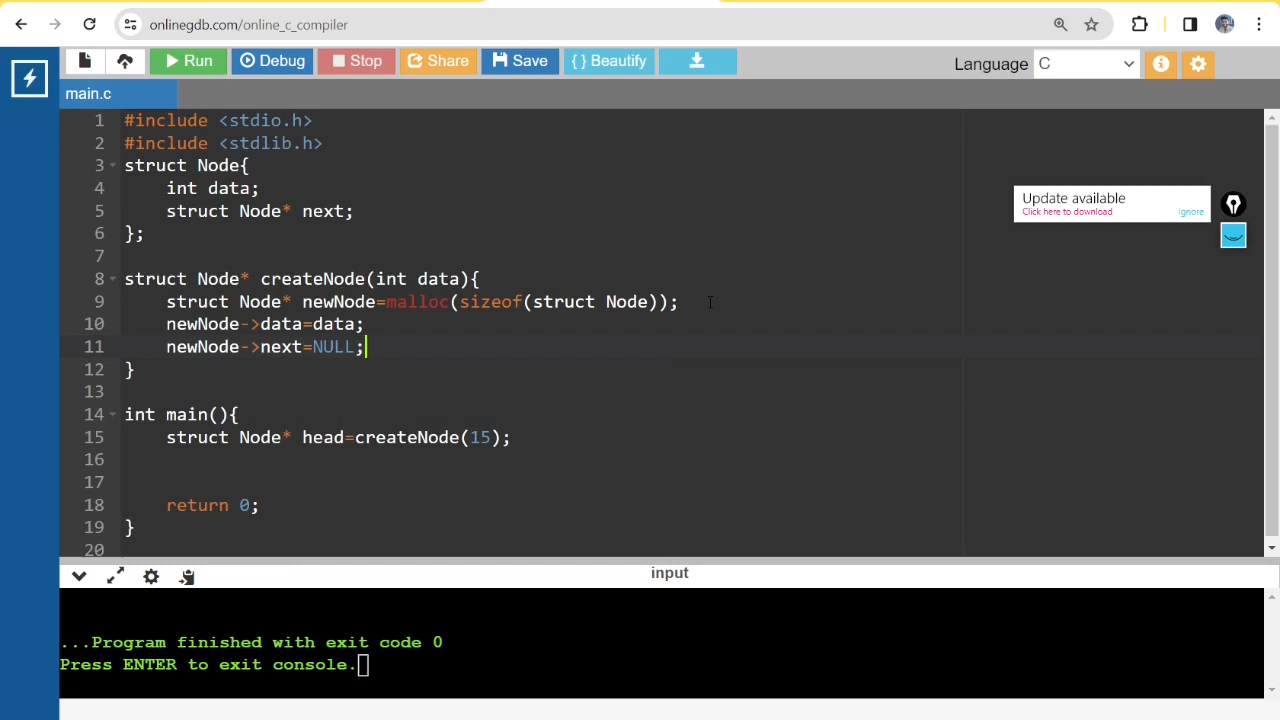 onlinegdb.com/online_c_compiler
Run Debug Stop Share Save { } Beautify Language C
main.c
1 #include <stdio.h>
2 #include <stdlib.h>
3 struct Node{
4 int data;
5 struct Node* next;
6 };
7
8 struct Node* createNode(int data){
9 struct Node* newNode=malloc(sizeof(struct Node));
10 newNode->data=data;
11 newNode->next=NULL;
12 }
13
14 int main(){
15 struct Node* head=createNode(15);
16
17
18 return 0;
19 }
20
Update available
Click here to download ignore
input
...Program finished with exit code 0
Press ENTER to exit console.